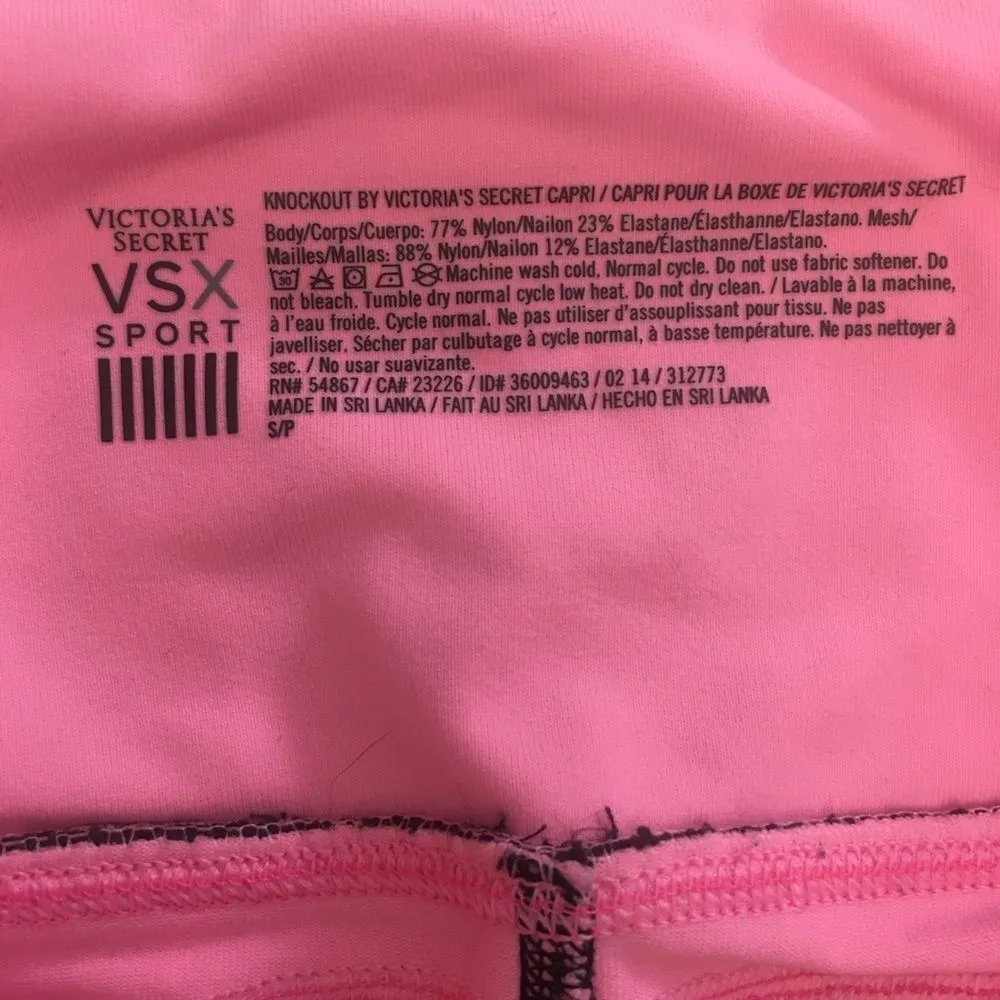 VICTORIA'S
SECRET
VSX
SPORT
KNOCKOUT BY VICTORIA'S SECRET CAPRI / CAPRI POUR LA BOXE DE VICTORIA'S SECRET
Body/Corps/Cuerpo: 77% Nylon/Nailon 23% Elastane/Élasthanne/Elastano. Mesh/
Mailles/Mallas: 88% Nylon/Nailon 12% Elastane/Élasthanne/Elastano.
30 Machine wash cold. Normal cycle. Do not use fabric softener. Do
not bleach. Tumble dry normal cycle low heat. Do not dry clean. / Lavable à la machine,
à l'eau froide. Cycle normal. Ne pas utiliser d'assouplissant pour tissu. Ne pas
javelliser. Sécher par culbutage à cycle normal, à basse température. Ne pas nettoyer à
sec. / No usar suavizante.
RN# 54867 / CA# 23226 / ID# 36009463 / 02 14 / 312773
MADE IN SRI LANKA / FAIT AU SRI LANKA / HECHO EN SRI LANKA
S/P